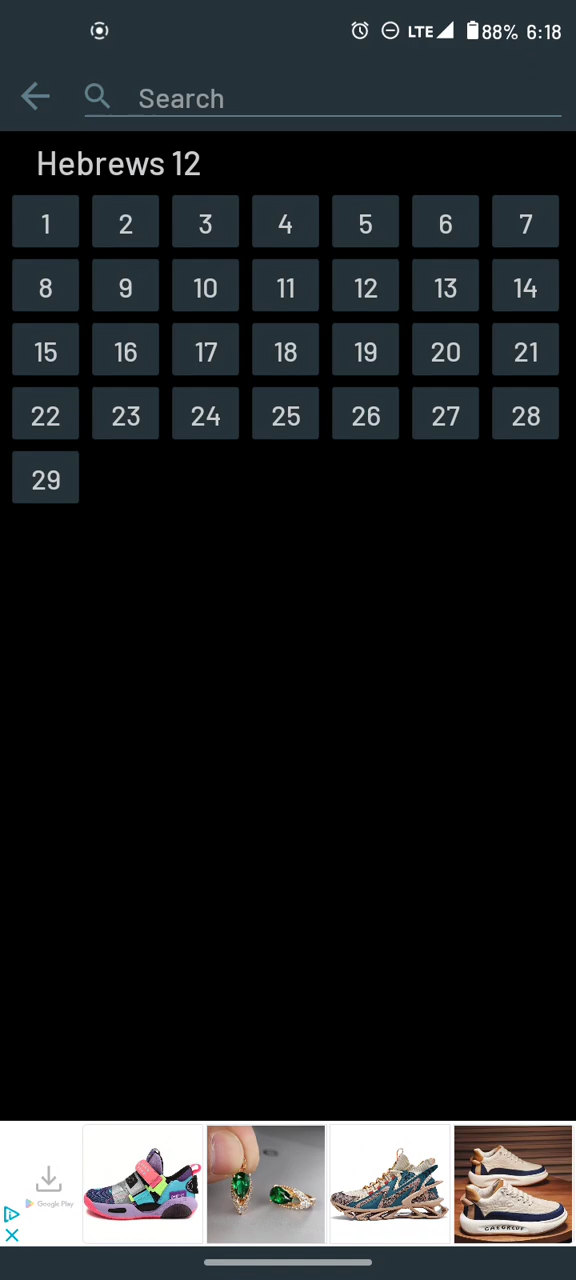 LTE 88% 6:18
Search
Hebrews 12
1 2 3 4 5 6 7
8 9 10 11 12 13 14
15 16 17 18 19 20 21
22 23 24 25 26 27 28
29
Google Play